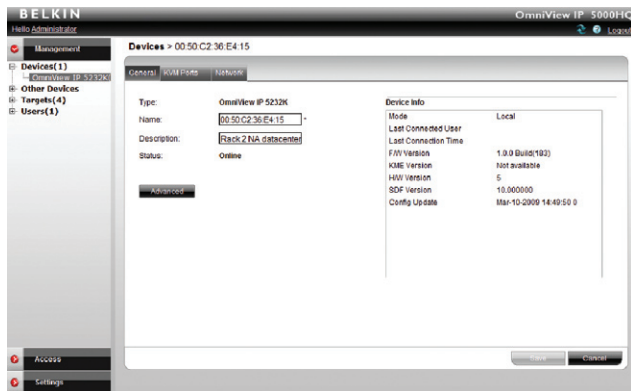 BELKIN
OmniView IP 5000HQ
Hello Administrator
Logout
Management
Devices(1)
OmniView IP 5232K
Other Devices
Targets(4)
Users(1)
Access
Settings
Devices > 00:50:C2:36:E4:15
General KVM Ports Network
Type: OmniView IP 5232K
Name: 00:50:C2:36:E4:15 *
Description: Rack 2 NA datacenter
Status: Online
Advanced
Device Info
Mode Local
Last Connected User
Last Connection Time
F/W Version 1.0.0 Build(183)
KME Version Not available
H/W Version 5
SDF Version 10.000000
Config Update Mar-10-2009 14:49:50 0
Save Cancel